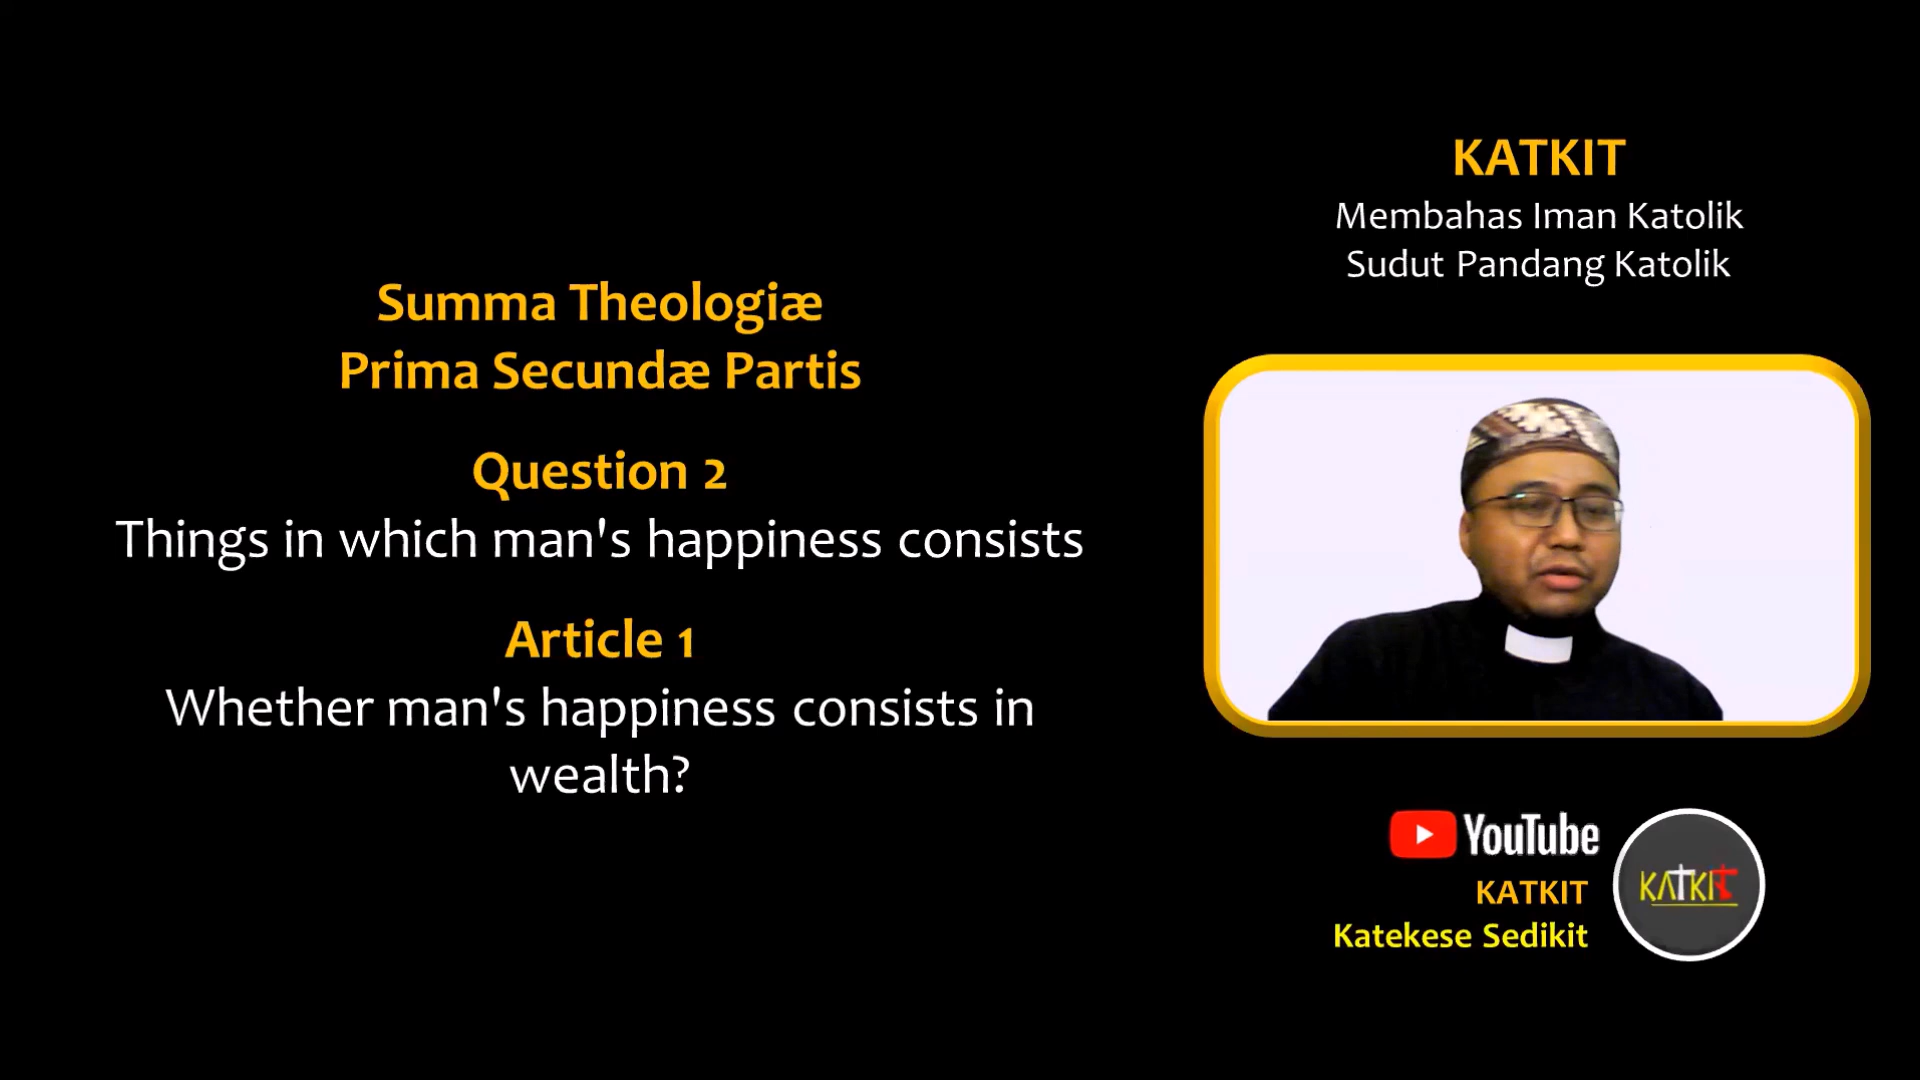 Summa Theologiæ
Prima Secundæ Partis
Question 2
Things in which man's happiness consists
Article 1
Whether man's happiness consists in
wealth?
KATKIT
Membahas Iman Katolik
Sudut Pandang Katolik
YouTube
KATKIT
Katekese Sedikit
KATKIT